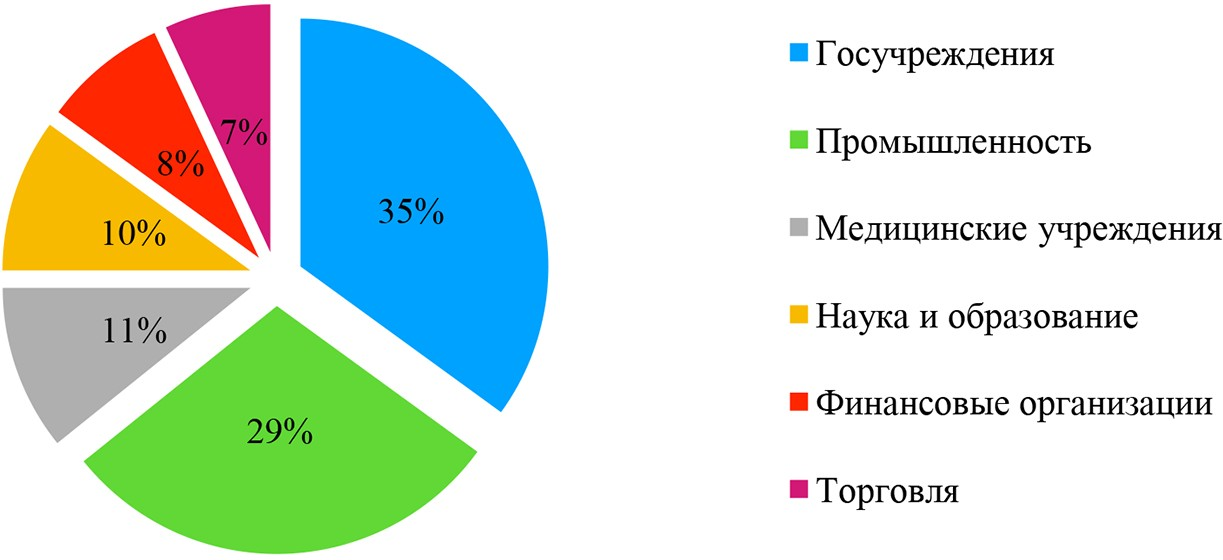 7%
8%
35%
10%
11%
29%
Госучреждения
Промышленность
Медицинские учреждения
Наука и образование
Финансовые организации
Торговля